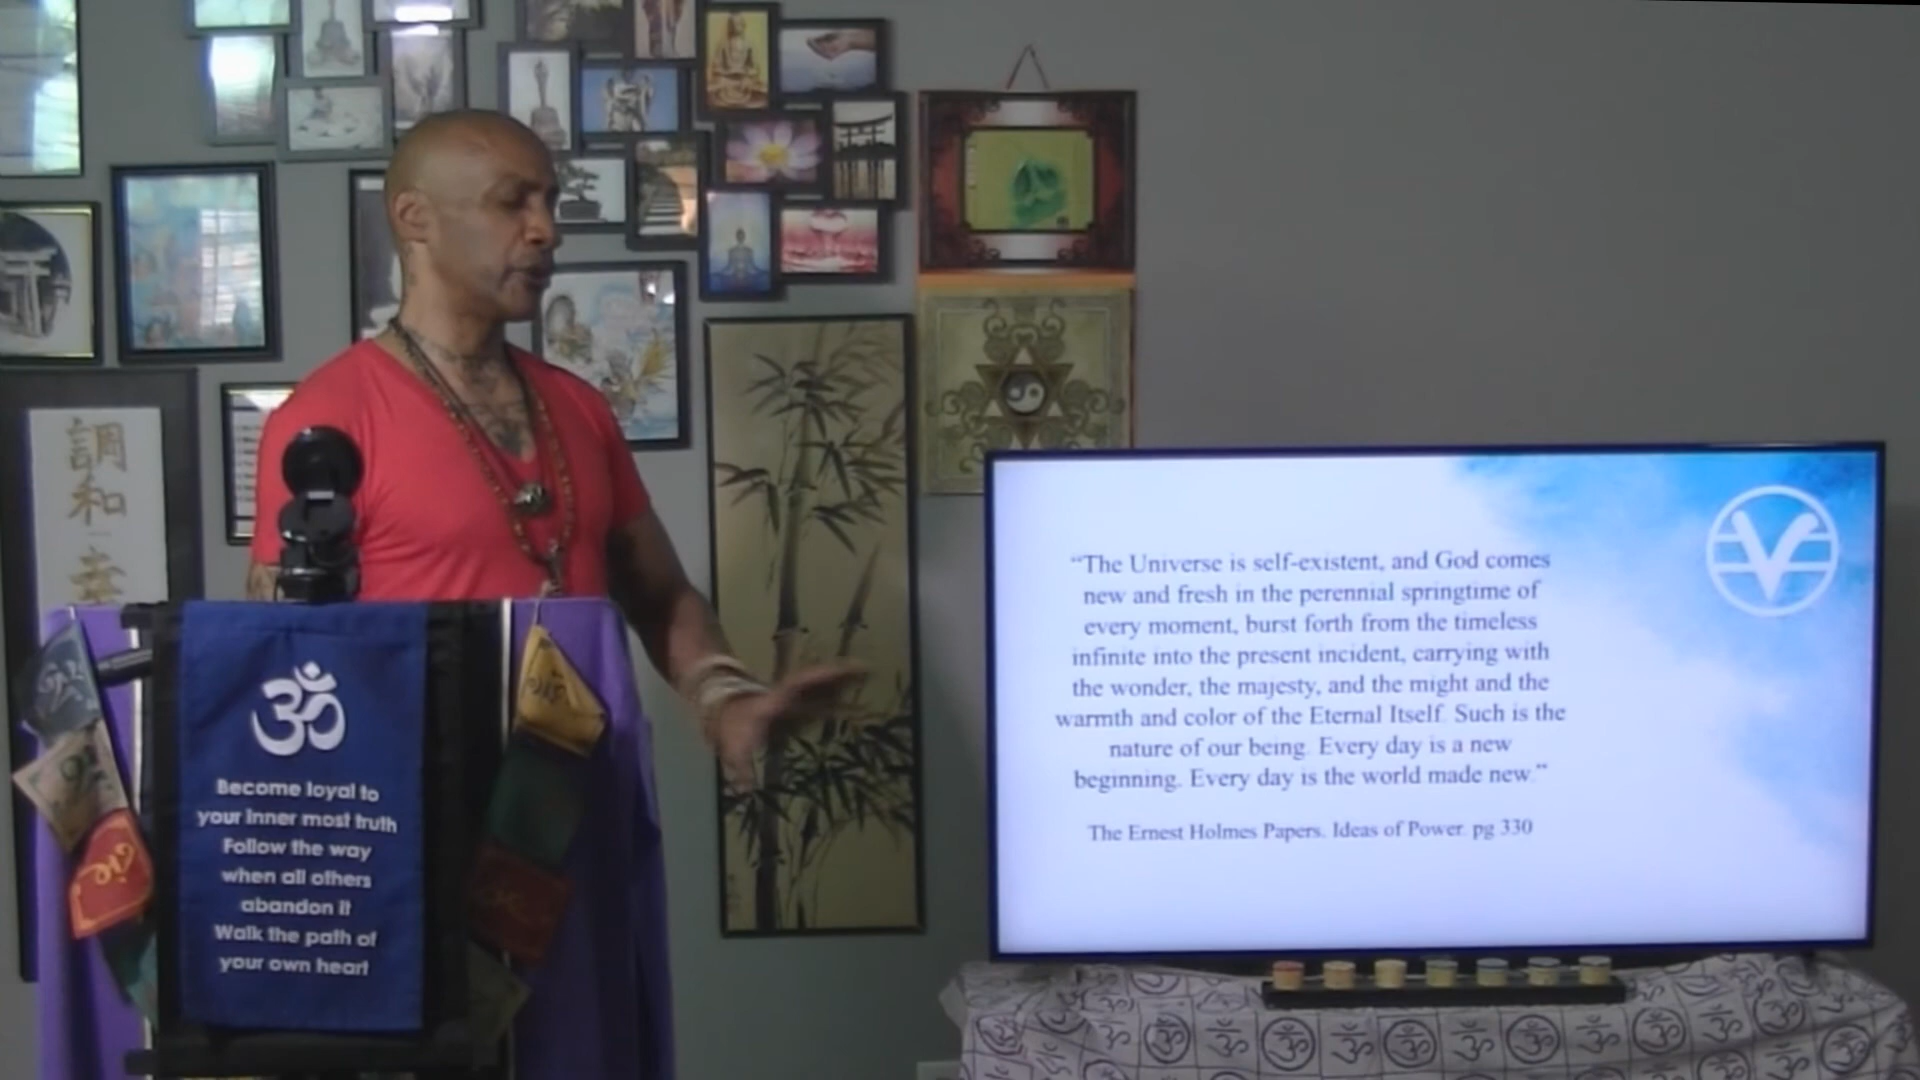 調
和
幸
ॐ
Become loyal to
your inner most truth
Follow the way
when all others
abandon it
Walk the path of
your own heart
“The Universe is self-existent, and God comes
new and fresh in the perennial springtime of
every moment, burst forth from the timeless
infinite into the present incident, carrying with
the wonder, the majesty, and the might and the
warmth and color of the Eternal Itself. Such is the
nature of our being. Every day is a new
beginning. Every day is the world made new.”
The Ernest Holmes Papers. Ideas of Power. pg 330